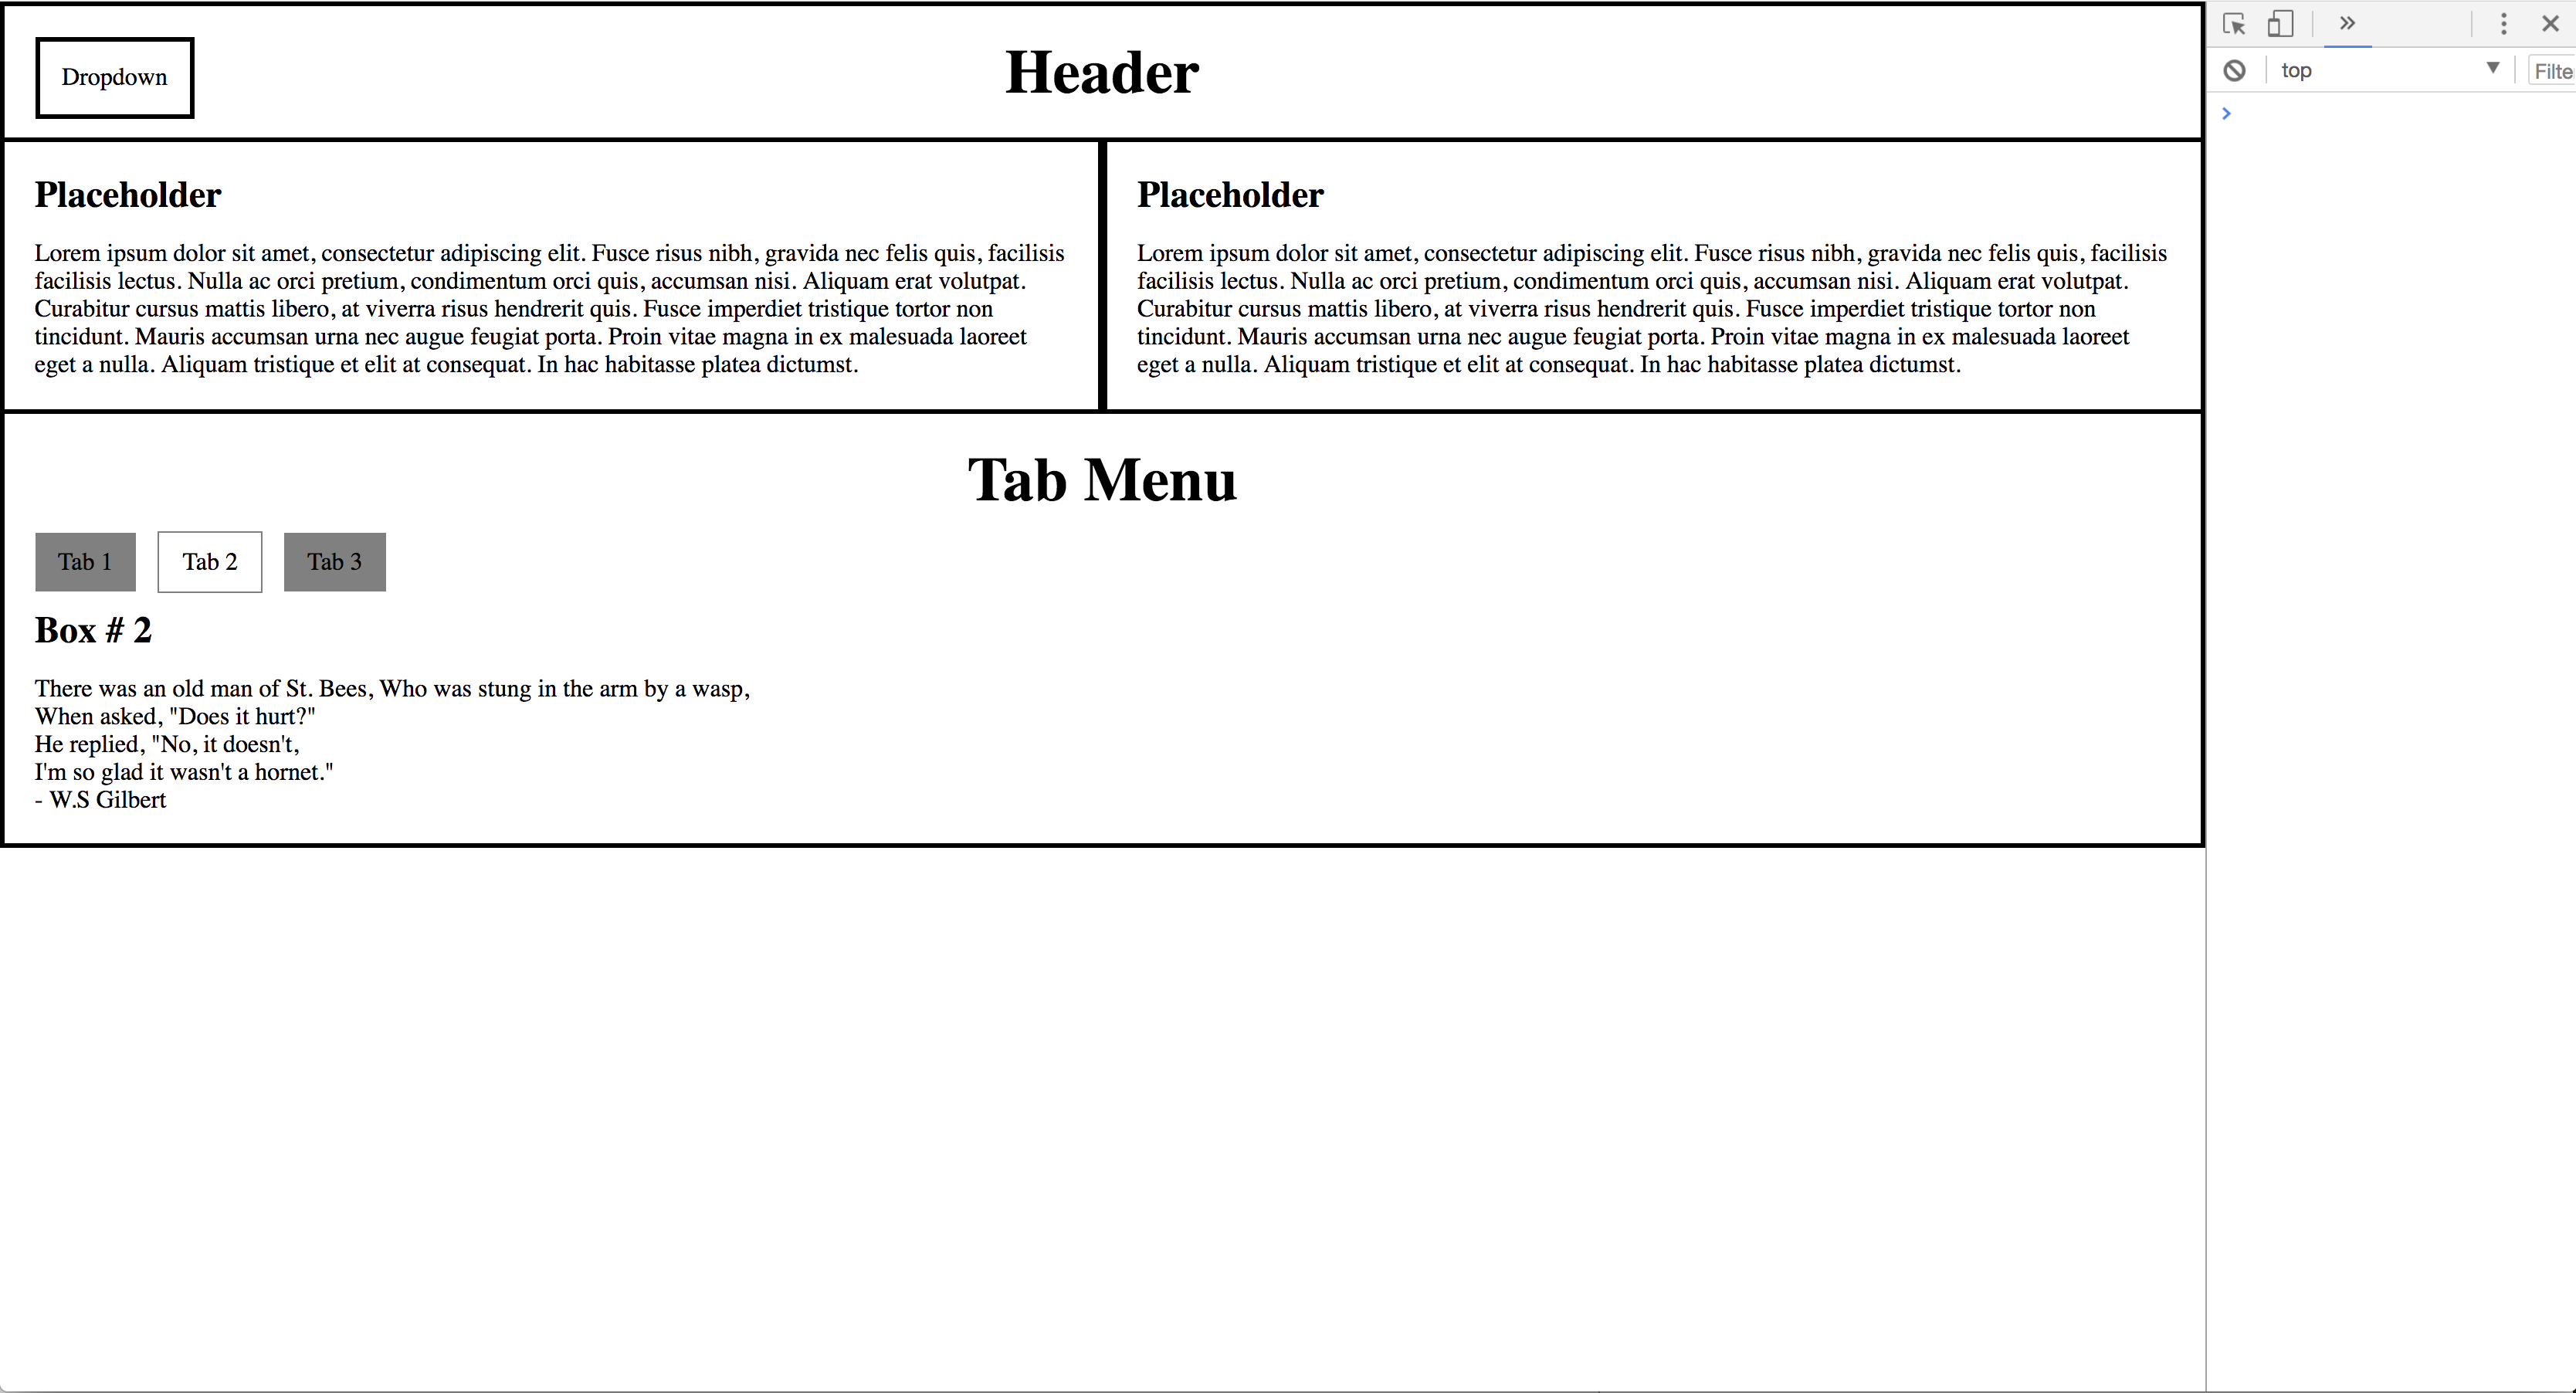 Dropdown
Header
Placeholder
Lorem ipsum dolor sit amet, consectetur adipiscing elit. Fusce risus nibh, gravida nec felis quis, facilisis
facilisis lectus. Nulla ac orci pretium, condimentum orci quis, accumsan nisi. Aliquam erat volutpat.
Curabitur cursus mattis libero, at viverra risus hendrerit quis. Fusce imperdiet tristique tortor non
tincidunt. Mauris accumsan urna nec augue feugiat porta. Proin vitae magna in ex malesuada laoreet
eget a nulla. Aliquam tristique et elit at consequat. In hac habitasse platea dictumst.
Placeholder
Lorem ipsum dolor sit amet, consectetur adipiscing elit. Fusce risus nibh, gravida nec felis quis, facilisis
facilisis lectus. Nulla ac orci pretium, condimentum orci quis, accumsan nisi. Aliquam erat volutpat.
Curabitur cursus mattis libero, at viverra risus hendrerit quis. Fusce imperdiet tristique tortor non
tincidunt. Mauris accumsan urna nec augue feugiat porta. Proin vitae magna in ex malesuada laoreet
eget a nulla. Aliquam tristique et elit at consequat. In hac habitasse platea dictumst.
Tab Menu
Tab 1 Tab 2 Tab 3
Box # 2
There was an old man of St. Bees, Who was stung in the arm by a wasp,
When asked, "Does it hurt?"
He replied, "No, it doesn't,
I'm so glad it wasn't a hornet."
- W.S Gilbert
top
Filte